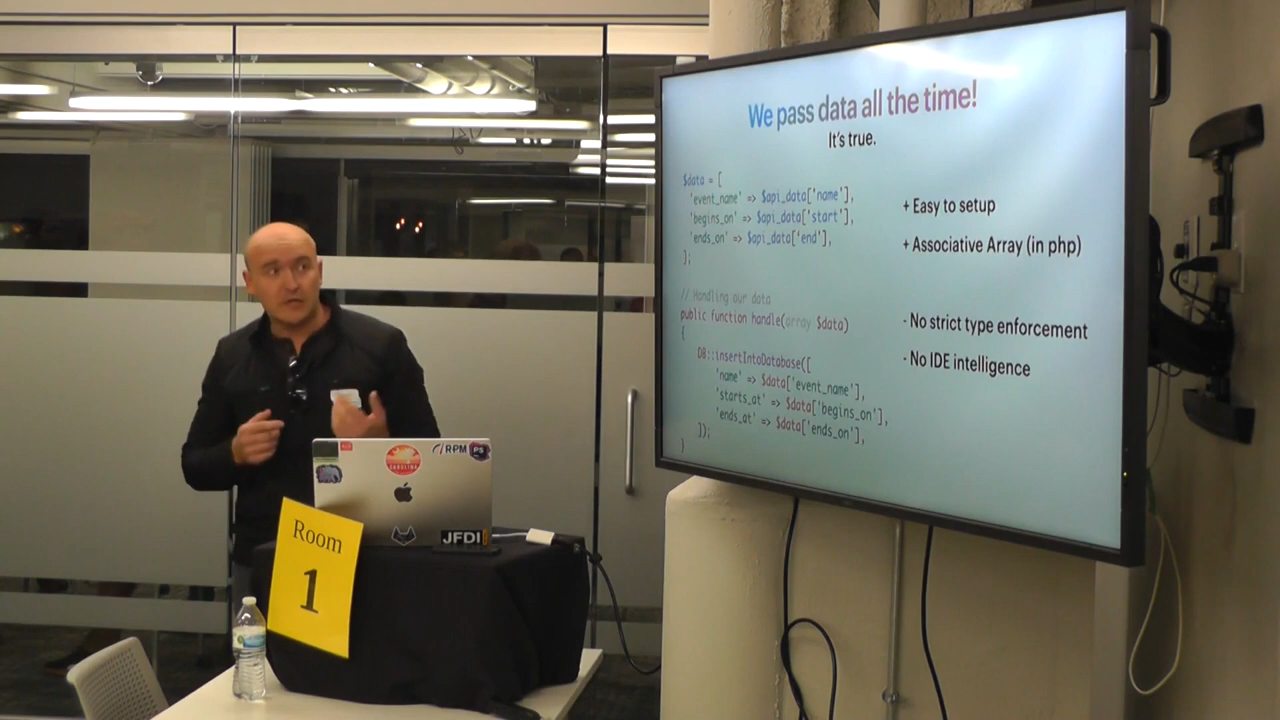 We pass data all the time!
It's true.
$data = [
'event_name' => $api_data['name'],
'begins_on' => $api_data['start'],
'ends_on' => $api_data['end'],
];
// Handling our data
public function handle(array $data)
{
DB::insertIntoDatabase([
'name' => $data['event_name'],
'starts_at' => $data['begins_on'],
'ends_at' => $data['ends_on'],
]);
}
+ Easy to setup
+ Associative Array (in php)
- No strict type enforcement
- No IDE intelligence
RPM
PS
CAROLINA
JFDI
Room
1